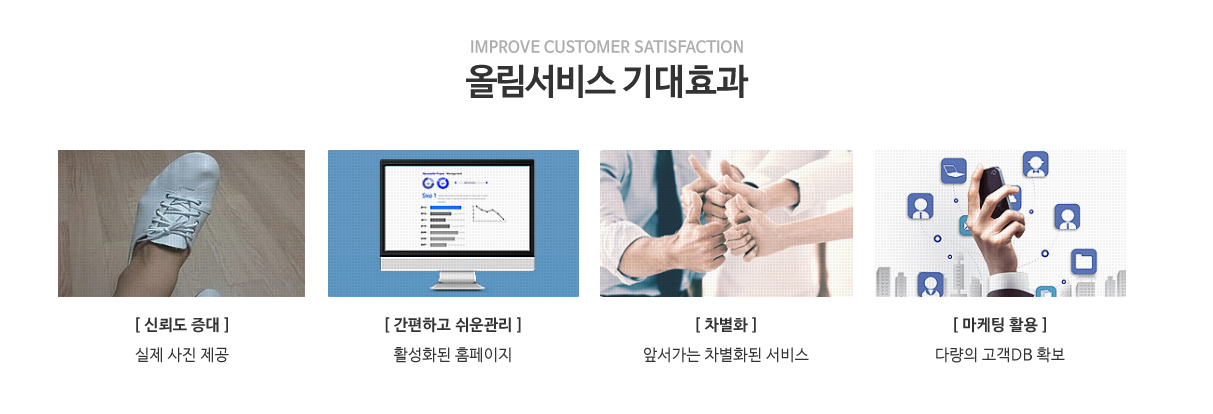 IMPROVE CUSTOMER SATISFACTION
올림서비스 기대효과
Step 1
[ 신뢰도 증대 ]
실제 사진 제공
[ 간편하고 쉬운관리 ]
활성화된 홈페이지
[ 차별화 ]
앞서가는 차별화된 서비스
[ 마케팅 활용 ]
다량의 고객DB 확보